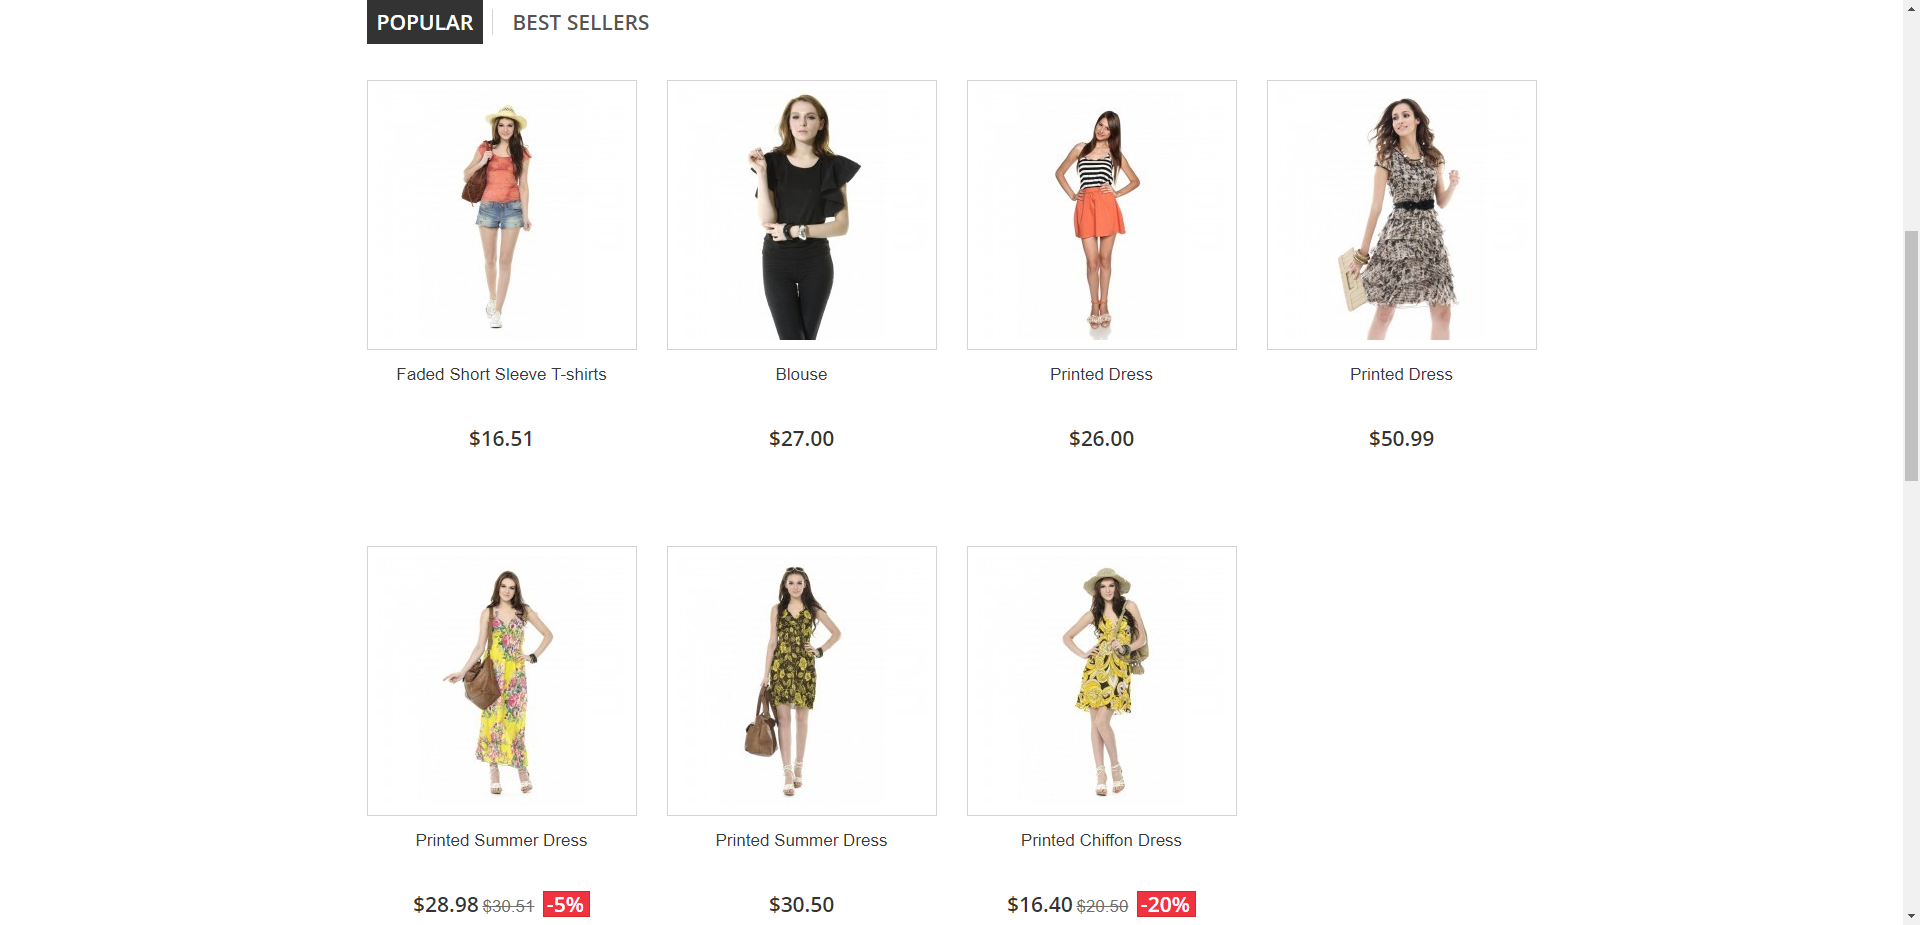 POPULAR BEST SELLERS
Faded Short Sleeve T-shirts Blouse Printed Dress Printed Dress
$16.51 $27.00 $26.00 $50.99
Printed Summer Dress Printed Summer Dress Printed Chiffon Dress
$28.98 $30.51 -5% $30.50 $16.40 $20.50 -20%